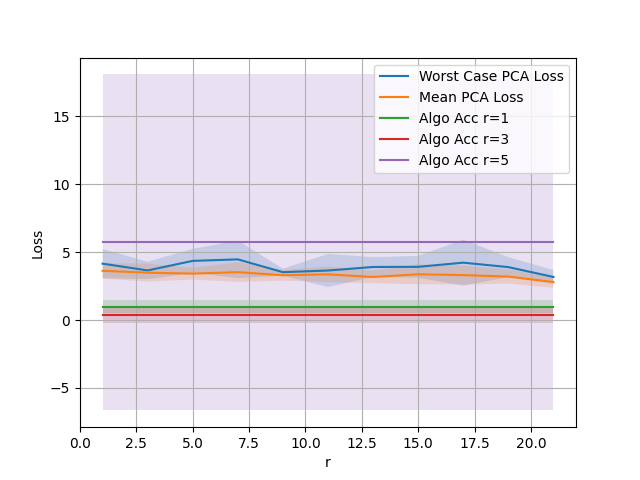 Worst Case PCA Loss
Mean PCA Loss
Algo Acc r=1
Algo Acc r=3
Algo Acc r=5
15
10
5
0
−5
Loss
0.0 2.5 5.0 7.5 10.0 12.5 15.0 17.5 20.0
r